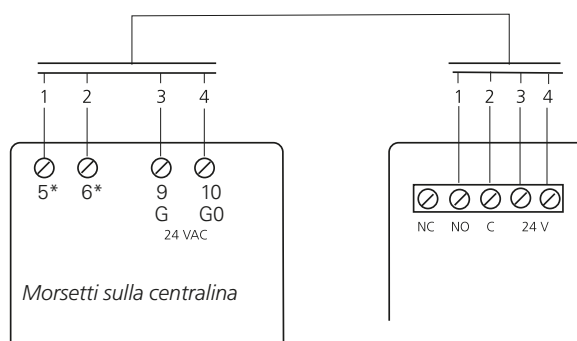 1 2 3 4
1 2 3 4
5* 6* 9 10
G G0
24 VAC
NC NO C 24 V
Morsetti sulla centralina